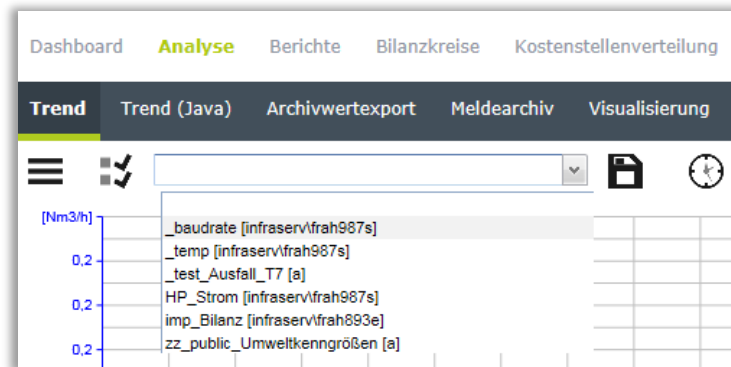 Dashboard Analyse Berichte Bilanzkreise Kostenstellenverteilung
Trend Trend (Java) Archivwertexport Meldearchiv Visualisierung
[Nm3/h]
_baudrate [infraserv\frah987s]
_temp [infraserv\frah987s]
0,2
_test_Ausfall_T7 [a]
HP_Strom [infraserv\frah987s]
0,2
imp_Bilanz [infraserv\frah893e]
zz_public_Umweltkenngrößen [a]
0,2